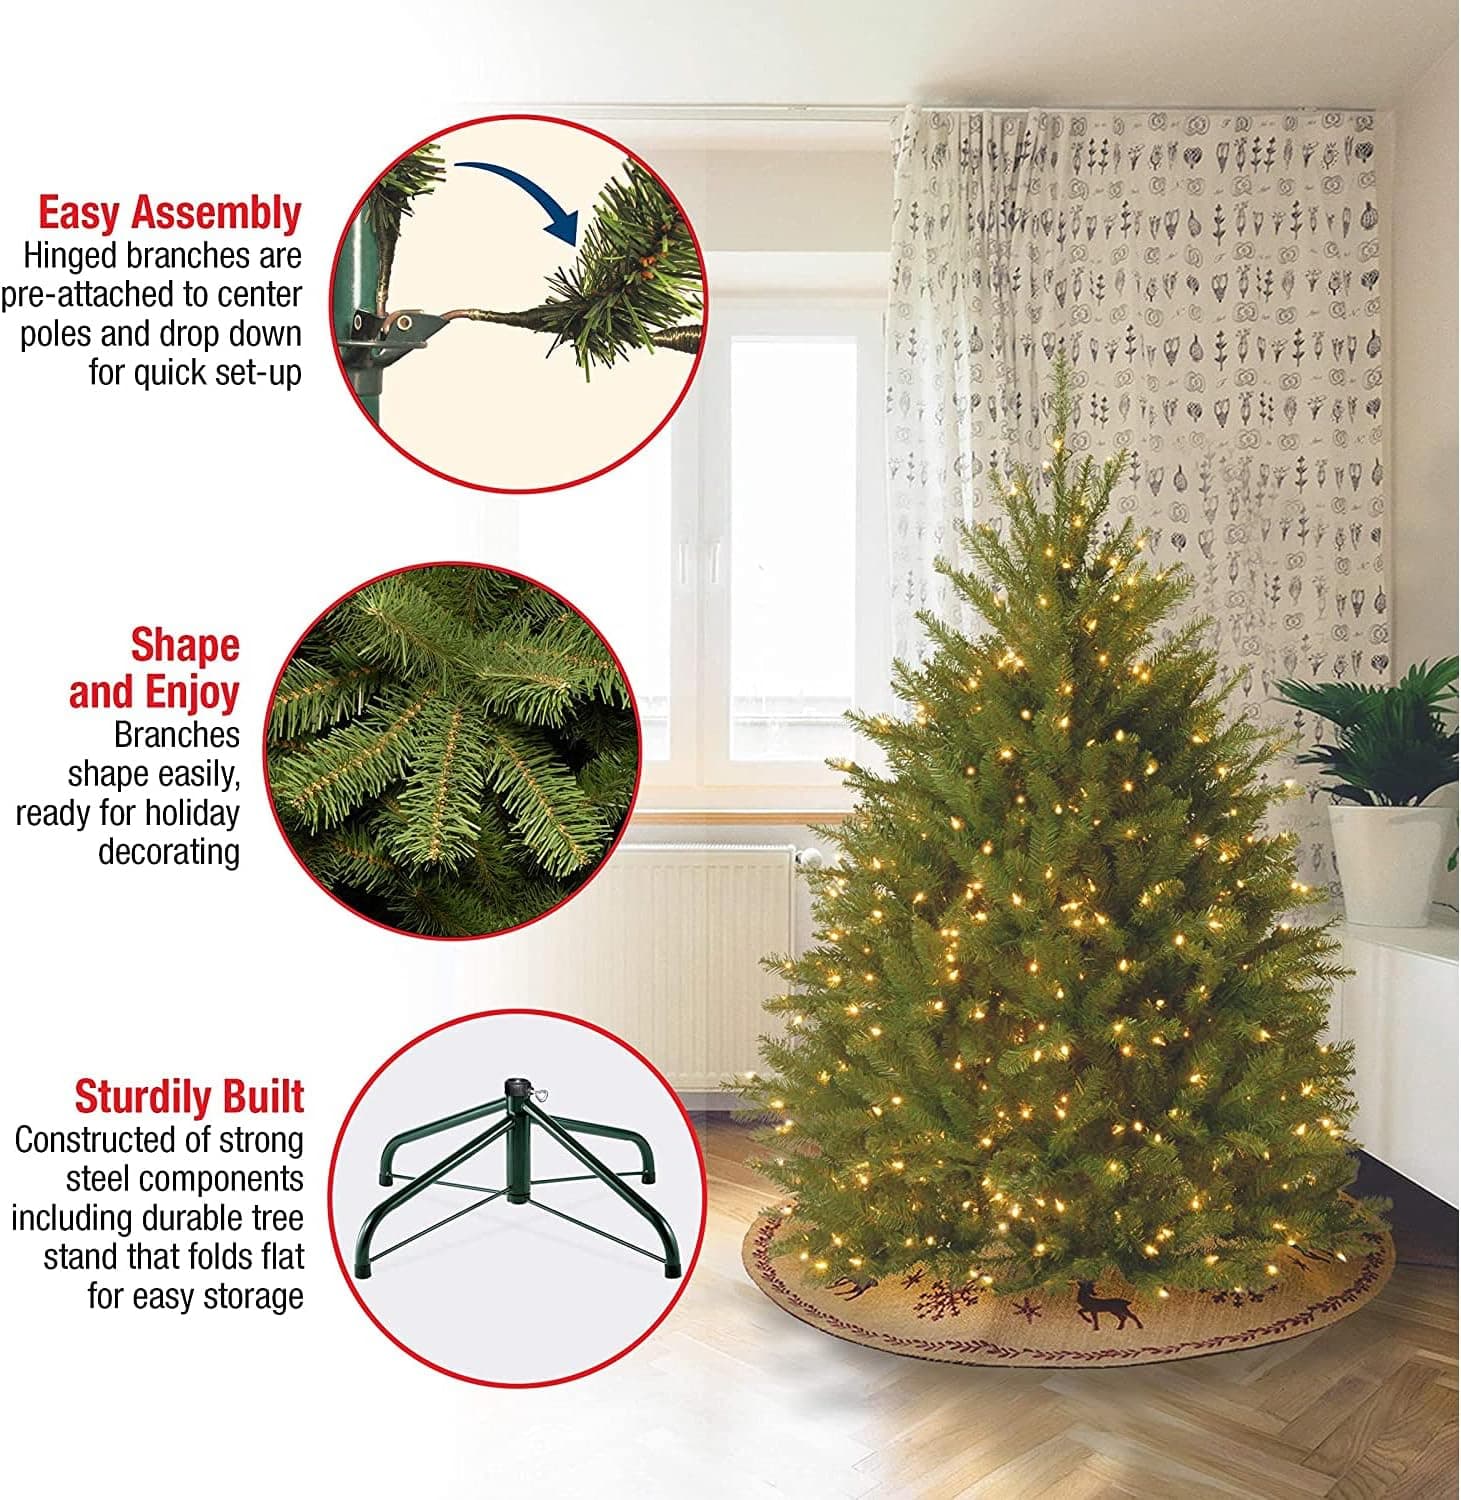 Easy Assembly
Hinged branches are
pre-attached to center
poles and drop down
for quick set-up
Shape
and Enjoy
Branches
shape easily,
ready for holiday
decorating
Sturdily Built
Constructed of strong
steel components
including durable tree
stand that folds flat
for easy storage